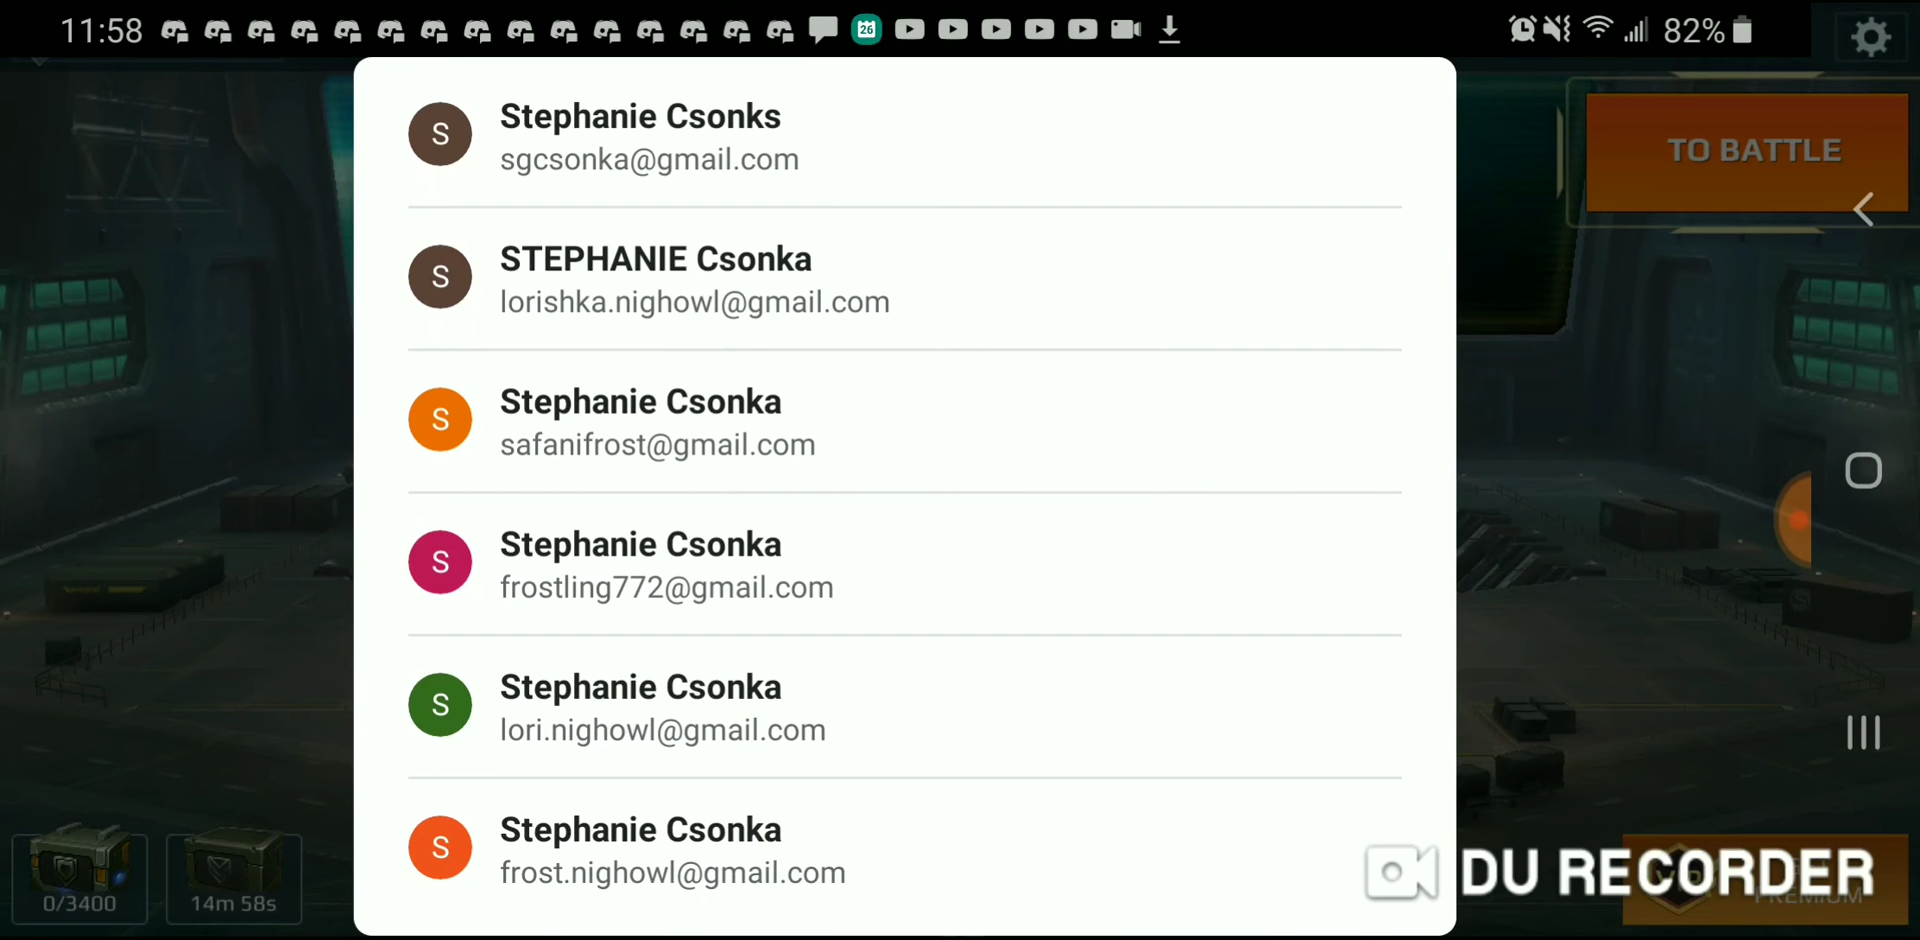 11:58
26
82%
TO BATTLE
S
Stephanie Csonks
sgcsonka@gmail.com
S
STEPHANIE Csonka
lorishka.nighowl@gmail.com
S
Stephanie Csonka
safanifrost@gmail.com
S
Stephanie Csonka
frostling772@gmail.com
S
Stephanie Csonka
lori.nighowl@gmail.com
S
Stephanie Csonka
frost.nighowl@gmail.com
0/3400
14m 58s
DU RECORDER
PREMIUM